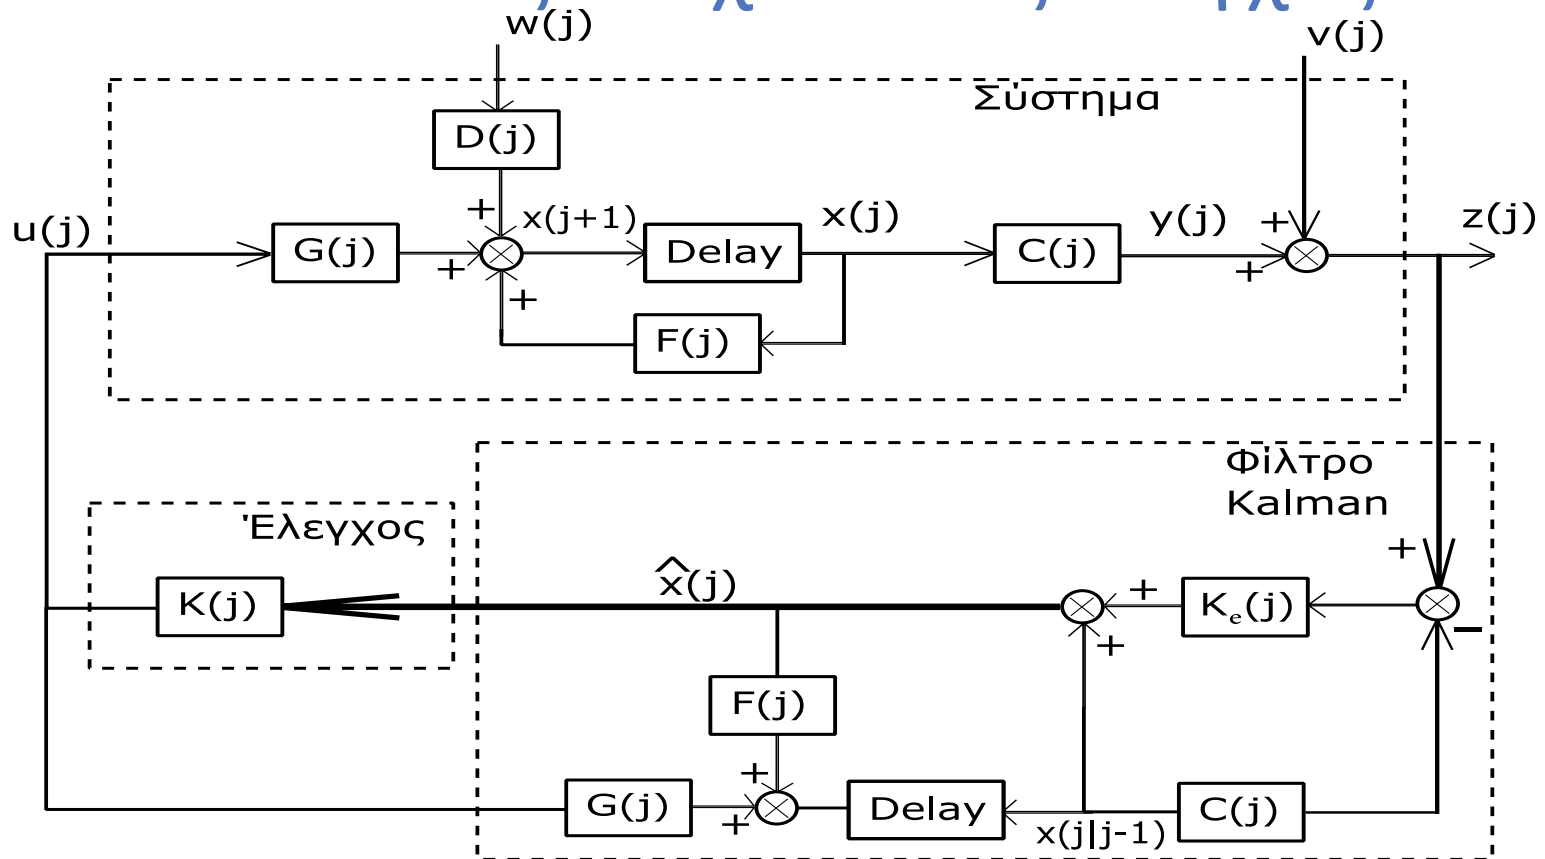 w(j)
v(j)
Σύστημα
D(j)
+
u(j)
G(j)
+
x(j+1)
Delay
x(j)
C(j)
y(j)
+
+
z(j)
+
F(j)
Φίλτρο
Kalman
Έλεγχος
K(j)
x̂(j)
+
Kₑ(j)
+
−
+
F(j)
+
G(j)
+
Delay
x(j|j-1)
C(j)